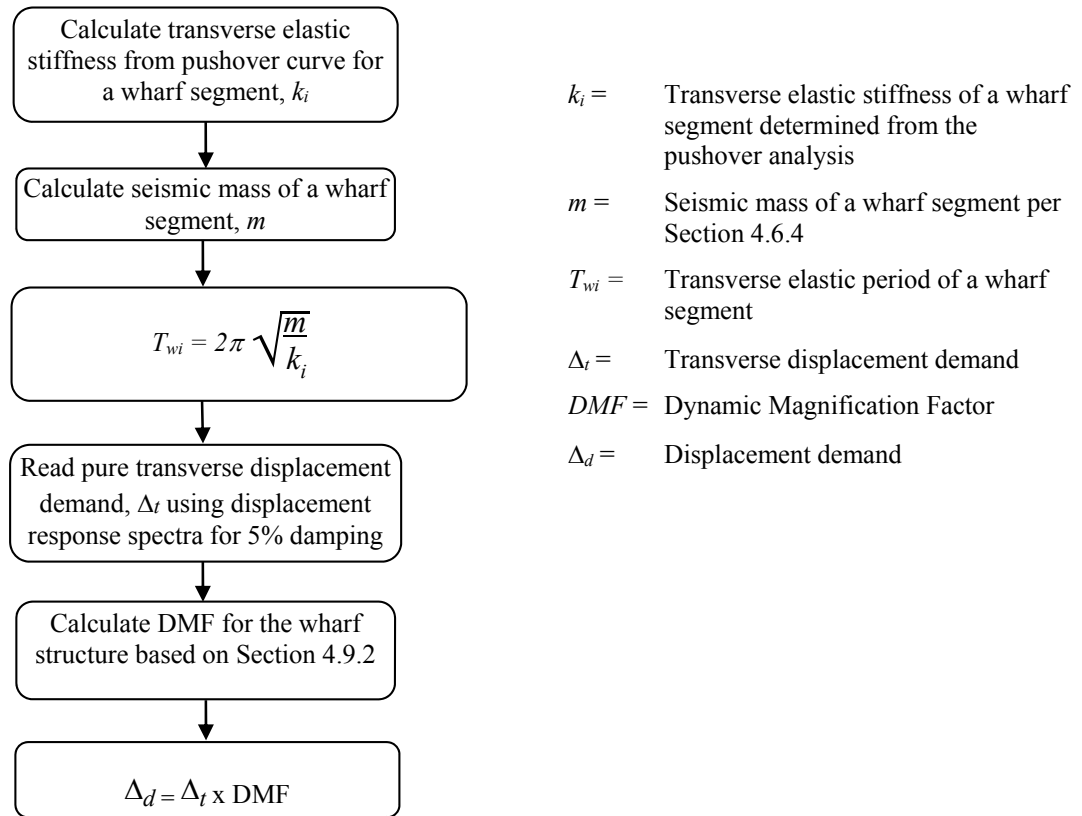 Calculate transverse elastic
stiffness from pushover curve for
a wharf segment, kᵢ
Calculate seismic mass of a wharf
segment, m
T_wi = 2π √(m/k_i)
Read pure transverse displacement
demand, Δt using displacement
response spectra for 5% damping
Calculate DMF for the wharf
structure based on Section 4.9.2
Δd = Δt x DMF
kᵢ = Transverse elastic stiffness of a wharf
segment determined from the
pushover analysis
m = Seismic mass of a wharf segment per
Section 4.6.4
T_wi = Transverse elastic period of a wharf
segment
Δt = Transverse displacement demand
DMF = Dynamic Magnification Factor
Δd = Displacement demand